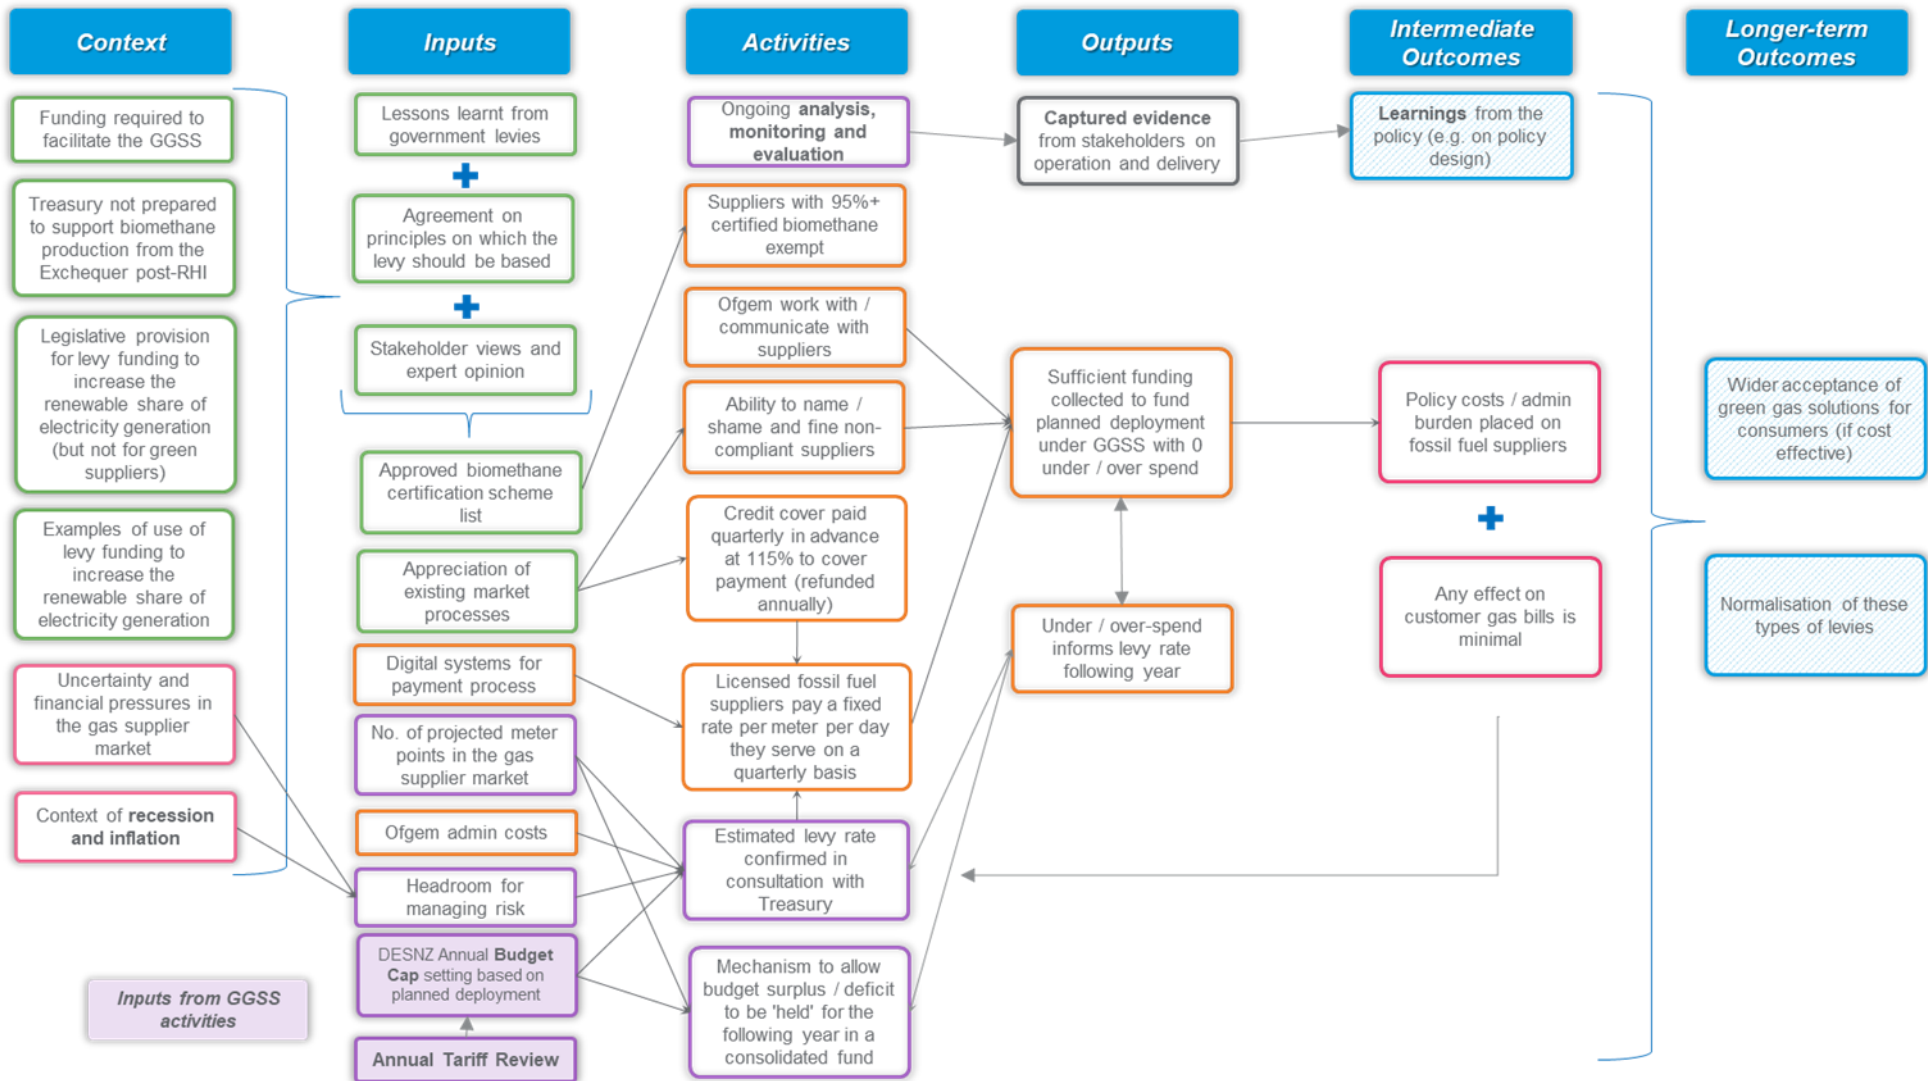 Context
Inputs
Activities
Outputs
Intermediate
Outcomes
Longer-term
Outcomes
Funding required to
facilitate the GGSS
Treasury not prepared
to support biomethane
production from the
Exchequer post-RHI
Legislative provision
for levy funding to
increase the
renewable share of
electricity generation
(but not for green
suppliers)
Examples of use of
levy funding to
increase the
renewable share of
electricity generation
Uncertainty and
financial pressures in
the gas supplier
market
Context of recession
and inflation
Inputs from GGSS
activities
Lessons learnt from
government levies
Agreement on
principles on which the
levy should be based
Stakeholder views and
expert opinion
Approved biomethane
certification scheme
list
Appreciation of
existing market
processes
Digital systems for
payment process
No. of projected meter
points in the gas
supplier market
Ofgem admin costs
Headroom for
managing risk
DESNZ Annual Budget
Cap setting based on
planned deployment
Annual Tariff Review
Ongoing analysis,
monitoring and
evaluation
Suppliers with 95%+
certified biomethane
exempt
Ofgem work with /
communicate with
suppliers
Ability to name /
shame and fine non-
compliant suppliers
Credit cover paid
quarterly in advance
at 115% to cover
payment (refunded
annually)
Licensed fossil fuel
suppliers pay a fixed
rate per meter per day
they serve on a
quarterly basis
Estimated levy rate
confirmed in
consultation with
Treasury
Mechanism to allow
budget surplus / deficit
to be 'held' for the
following year in a
consolidated fund
Captured evidence
from stakeholders on
operation and delivery
Sufficient funding
collected to fund
planned deployment
under GGSS with 0
under / over spend
Under / over-spend
informs levy rate
following year
Learnings from the
policy (e.g. on policy
design)
Policy costs / admin
burden placed on
fossil fuel suppliers
Any effect on
customer gas bills is
minimal
Wider acceptance of
green gas solutions for
consumers (if cost
effective)
Normalisation of these
types of levies